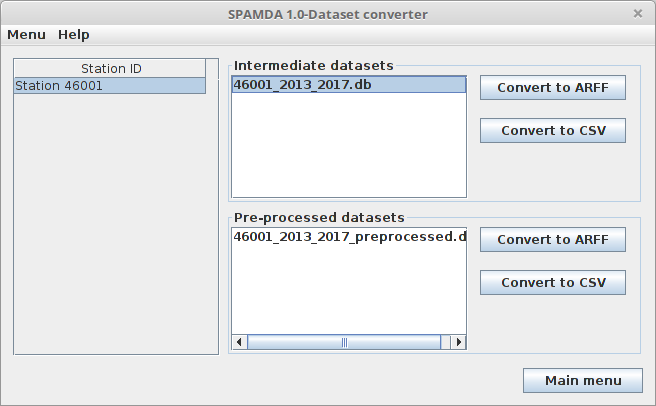 SPAMDA 1.0-Dataset converter
Menu Help
Station ID
Station 46001
Intermediate datasets
46001_2013_2017.db
Convert to ARFF
Convert to CSV
Pre-processed datasets
46001_2013_2017_preprocessed.d
Convert to ARFF
Convert to CSV
Main menu